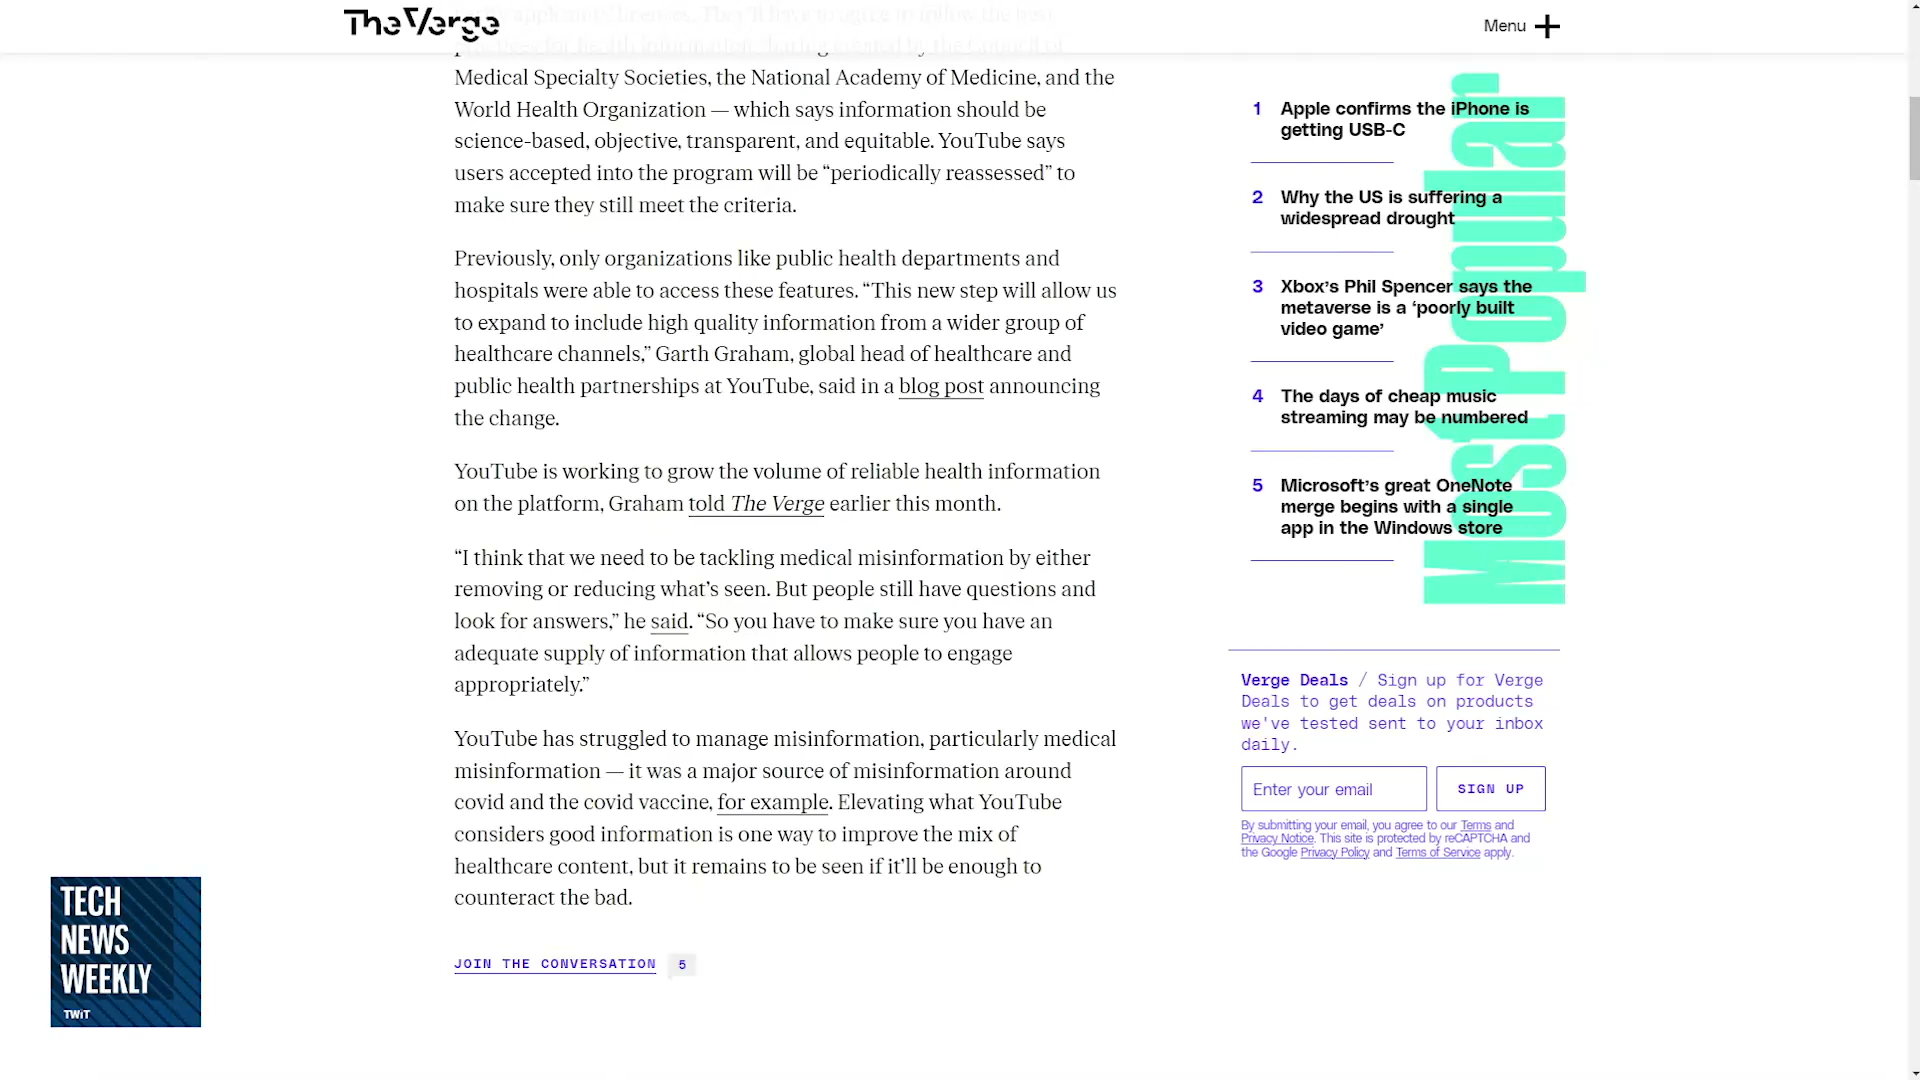 The Verge
Menu
Medical Specialty Societies, the National Academy of Medicine, and the
World Health Organization — which says information should be
science-based, objective, transparent, and equitable. YouTube says
users accepted into the program will be “periodically reassessed” to
make sure they still meet the criteria.
Previously, only organizations like public health departments and
hospitals were able to access these features. “This new step will allow us
to expand to include high quality information from a wider group of
healthcare channels,” Garth Graham, global head of healthcare and
public health partnerships at YouTube, said in a blog post announcing
the change.
YouTube is working to grow the volume of reliable health information
on the platform, Graham told The Verge earlier this month.
“I think that we need to be tackling medical misinformation by either
removing or reducing what’s seen. But people still have questions and
look for answers,” he said. “So you have to make sure you have an
adequate supply of information that allows people to engage
appropriately.”
YouTube has struggled to manage misinformation, particularly medical
misinformation — it was a major source of misinformation around
covid and the covid vaccine, for example. Elevating what YouTube
considers good information is one way to improve the mix of
healthcare content, but it remains to be seen if it’ll be enough to
counteract the bad.
JOIN THE CONVERSATION 5
Most Popular
1 Apple confirms the iPhone is
getting USB-C
2 Why the US is suffering a
widespread drought
3 Xbox’s Phil Spencer says the
metaverse is a ‘poorly built
video game’
4 The days of cheap music
streaming may be numbered
5 Microsoft’s great OneNote
merge begins with a single
app in the Windows store
Verge Deals / Sign up for Verge
Deals to get deals on products
we've tested sent to your inbox
daily.
Enter your email
SIGN UP
By submitting your email, you agree to our Terms and
Privacy Notice. This site is protected by reCAPTCHA and
the Google Privacy Policy and Terms of Service apply.
TECH
NEWS
WEEKLY
TWiT